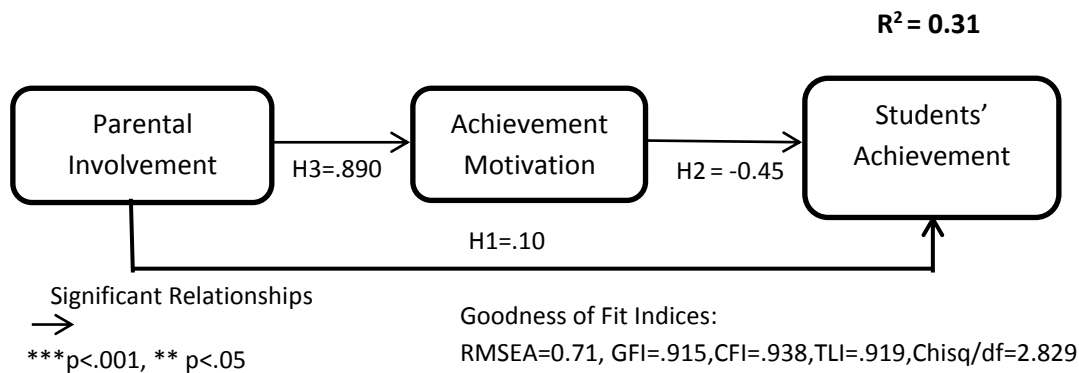 R² = 0.31
Parental
Involvement
Achievement
Motivation
Students’
Achievement
H3=.890
H2 = -0.45
H1=.10
Significant Relationships
***p<.001, ** p<.05
Goodness of Fit Indices:
RMSEA=0.71, GFI=.915,CFI=.938,TLI=.919,Chisq/df=2.829